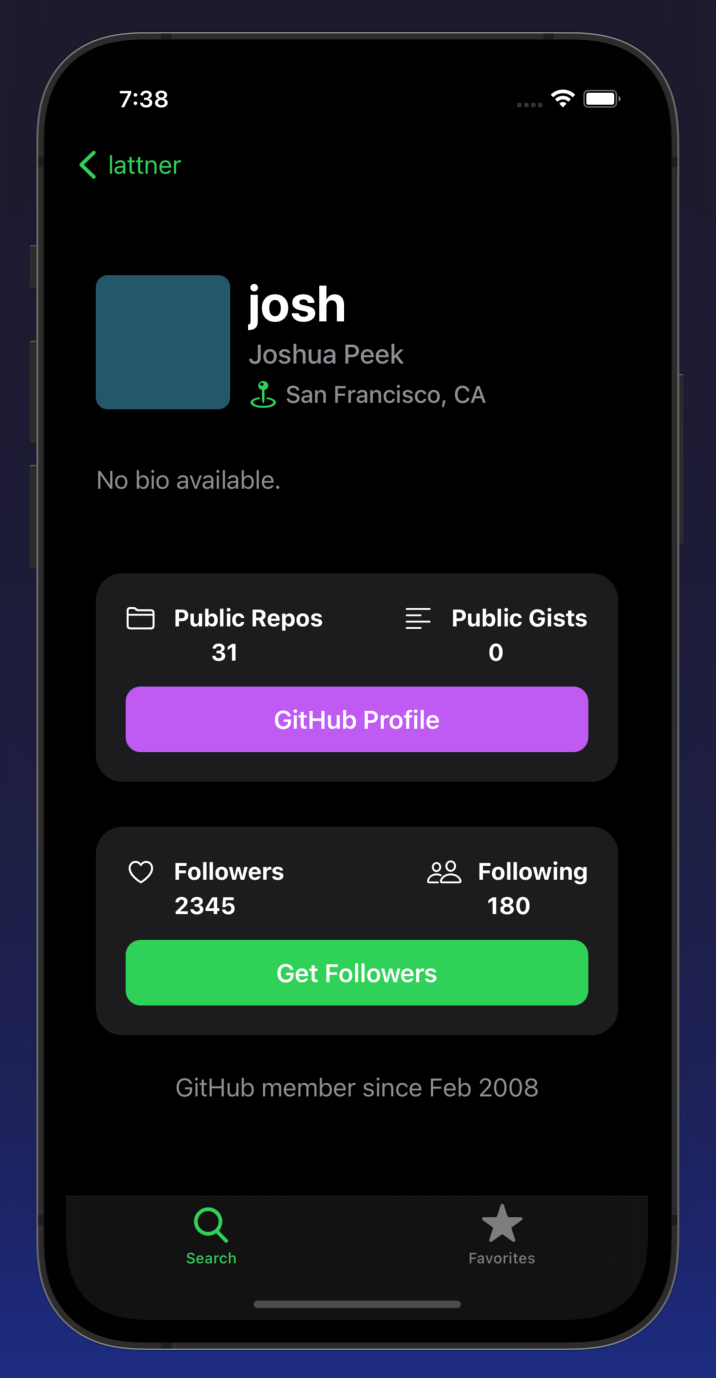 7:38
lattner
josh
Joshua Peek
San Francisco, CA
No bio available.
Public Repos Public Gists
31 0
GitHub Profile
Followers Following
2345 180
Get Followers
GitHub member since Feb 2008
Search Favorites